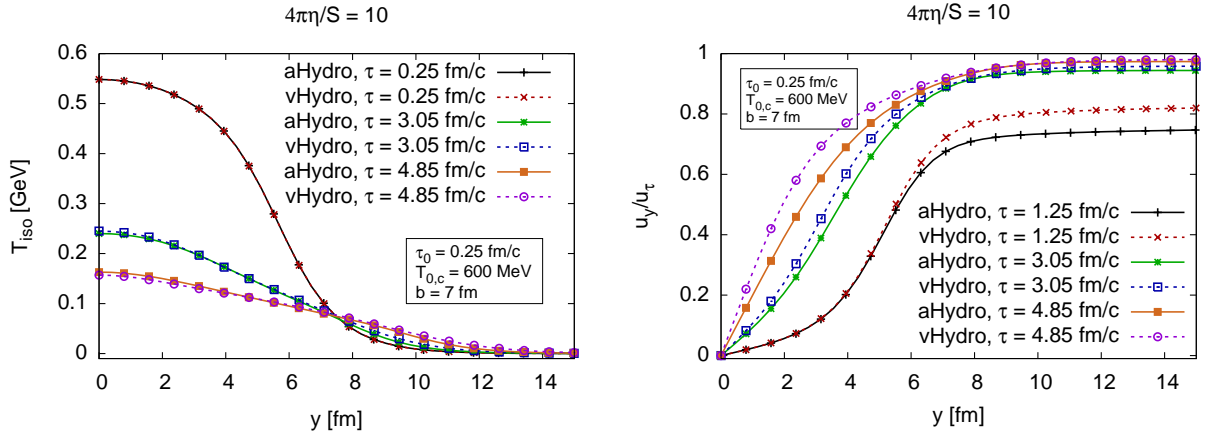 4πη/S = 10
T_iso [GeV]
0.6
0.5
0.4
0.3
0.2
0.1
0
aHydro, τ = 0.25 fm/c
vHydro, τ = 0.25 fm/c
aHydro, τ = 3.05 fm/c
vHydro, τ = 3.05 fm/c
aHydro, τ = 4.85 fm/c
vHydro, τ = 4.85 fm/c
τ₀ = 0.25 fm/c
T₀,c = 600 MeV
b = 7 fm
0 2 4 6 8 10 12 14
y [fm]
4πη/S = 10
u_y/u_τ
1
0.8
0.6
0.4
0.2
0
τ₀ = 0.25 fm/c
T₀,c = 600 MeV
b = 7 fm
aHydro, τ = 1.25 fm/c
vHydro, τ = 1.25 fm/c
aHydro, τ = 3.05 fm/c
vHydro, τ = 3.05 fm/c
aHydro, τ = 4.85 fm/c
vHydro, τ = 4.85 fm/c
0 2 4 6 8 10 12 14
y [fm]